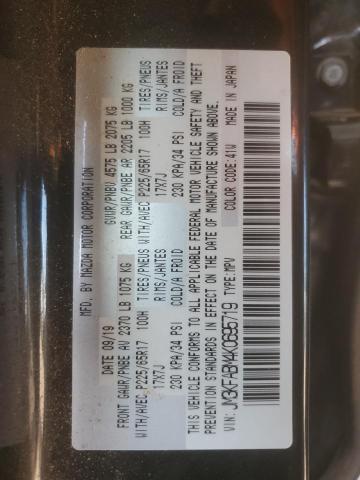 MFD. BY MAZDA MOTOR CORPORATION
DATE 09/19 GVWR/PNBV 4575 LB 2075 KG
FRONT GAWR/PNBE AV 2370 LB 1075 KG REAR GAWR/PNBE AR 2205 LB 1000 KG
WITH/AVEC P225/65R17 100H TIRES/PNEUS WITH/AVEC P225/65R17 100H TIRES/PNEUS
17X7J RIMS/JANTES 17X7J RIMS/JANTES
230 KPA/34 PSI COLD/A FROID 230 KPA/34 PSI COLD/A FROID
THIS VEHICLE CONFORMS TO ALL APPLICABLE FEDERAL MOTOR VEHICLE SAFETY AND THEFT
PREVENTION STANDARDS IN EFFECT ON THE DATE OF MANUFACTURE SHOWN ABOVE.
COLOR CODE: 41W MADE IN JAPAN
VIN: JM3KFABM4K0695719 TYPE: MPV